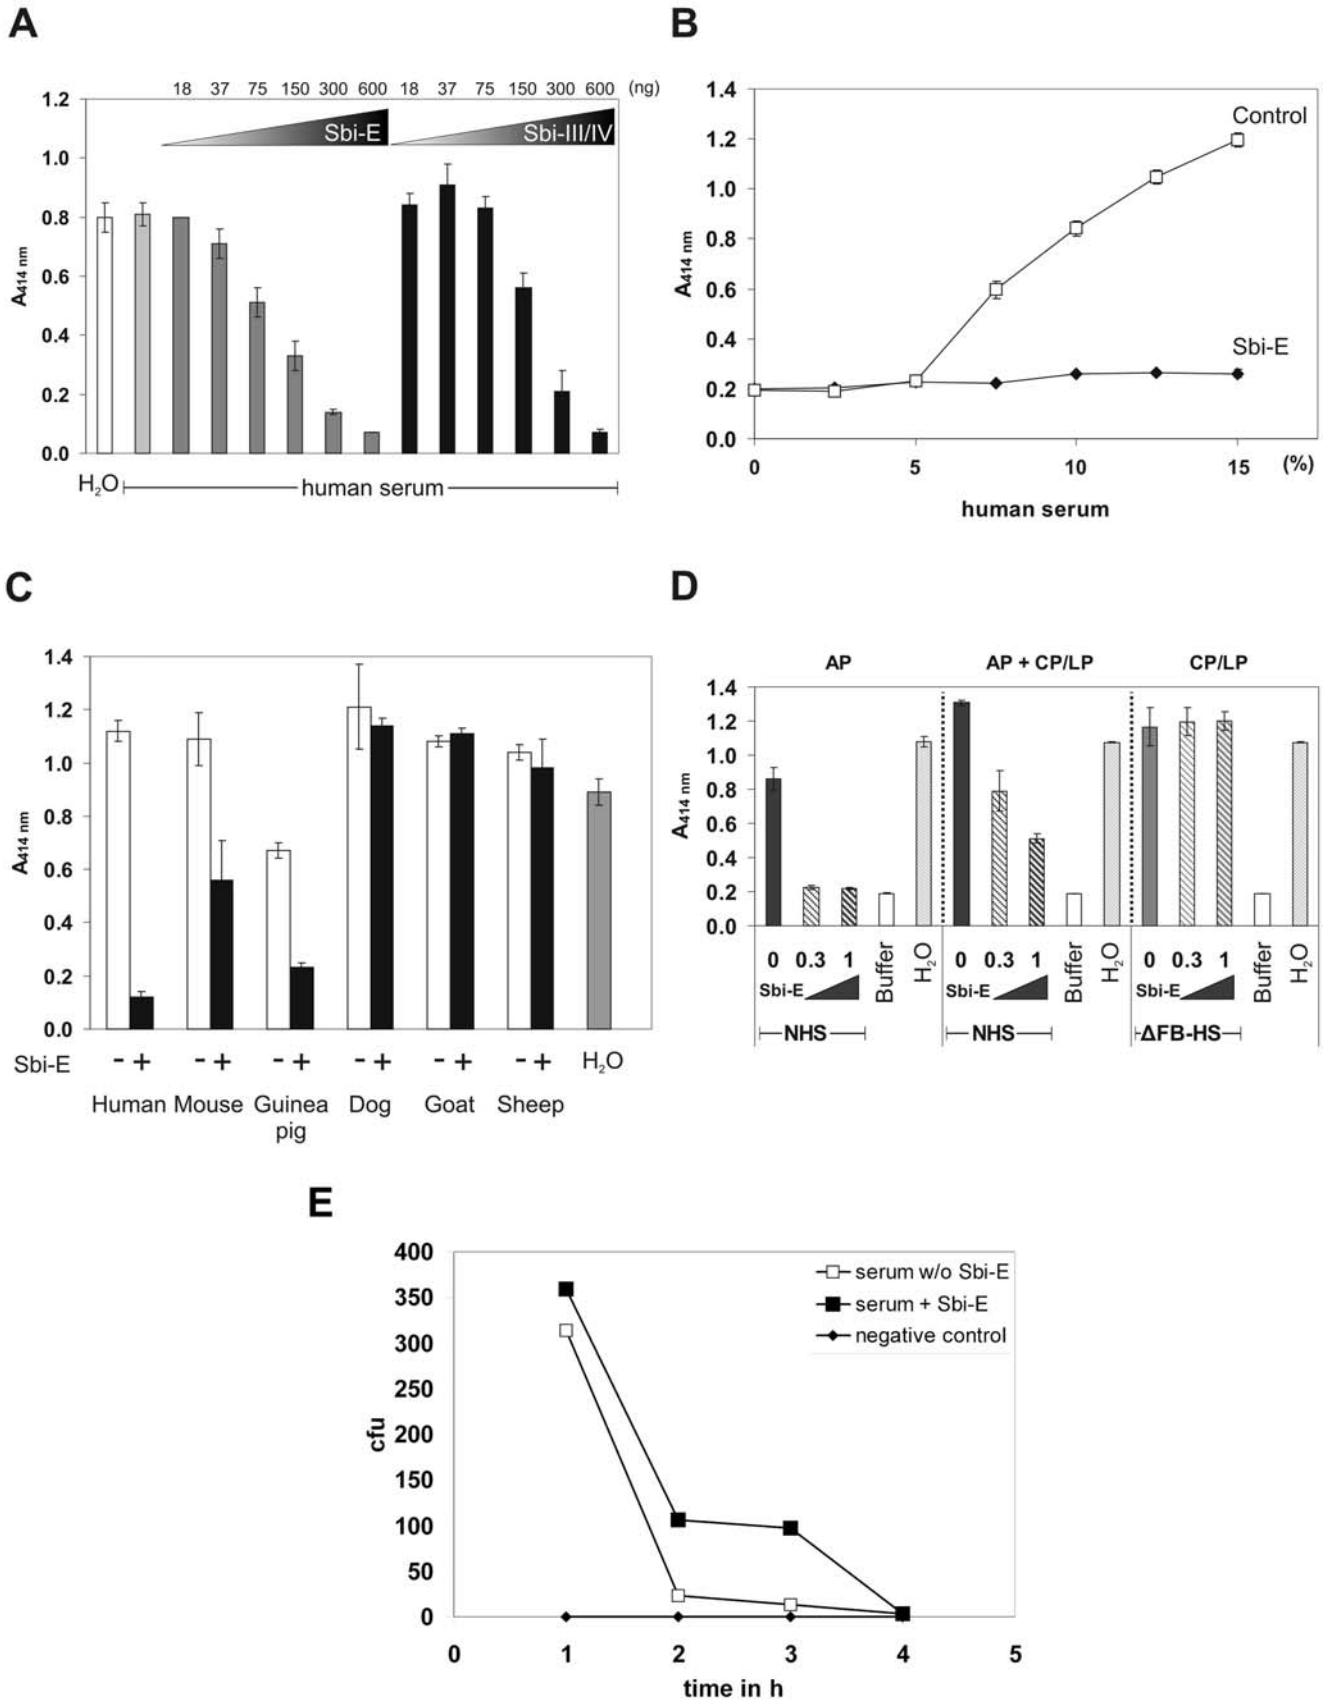 A
18 37 75 150 300 600 18 37 75 150 300 600 (ng)
Sbi-E
Sbi-III/IV
1.2
1.0
0.8
0.6
0.4
0.2
0.0
A414 nm
H2O
human serum
B
1.4
1.2
1.0
0.8
0.6
0.4
0.2
0.0
A414 nm
Control
Sbi-E
0 5 10 15 (%)
human serum
C
1.4
1.2
1.0
0.8
0.6
0.4
0.2
0.0
A414 nm
Sbi-E - + - + - + - + - + - + H2O
Human Mouse Guinea pig Dog Goat Sheep
D
AP AP + CP/LP CP/LP
1.4
1.2
1.0
0.8
0.6
0.4
0.2
0.0
A414 nm
0 0.3 1 Buffer H2O 0 0.3 1 Buffer H2O 0 0.3 1 Buffer H2O
Sbi-E Sbi-E Sbi-E
NHS NHS ΔFB-HS
E
400
350
300
250
200
150
100
50
0
cfu
serum w/o Sbi-E
serum + Sbi-E
negative control
0 1 2 3 4 5
time in h